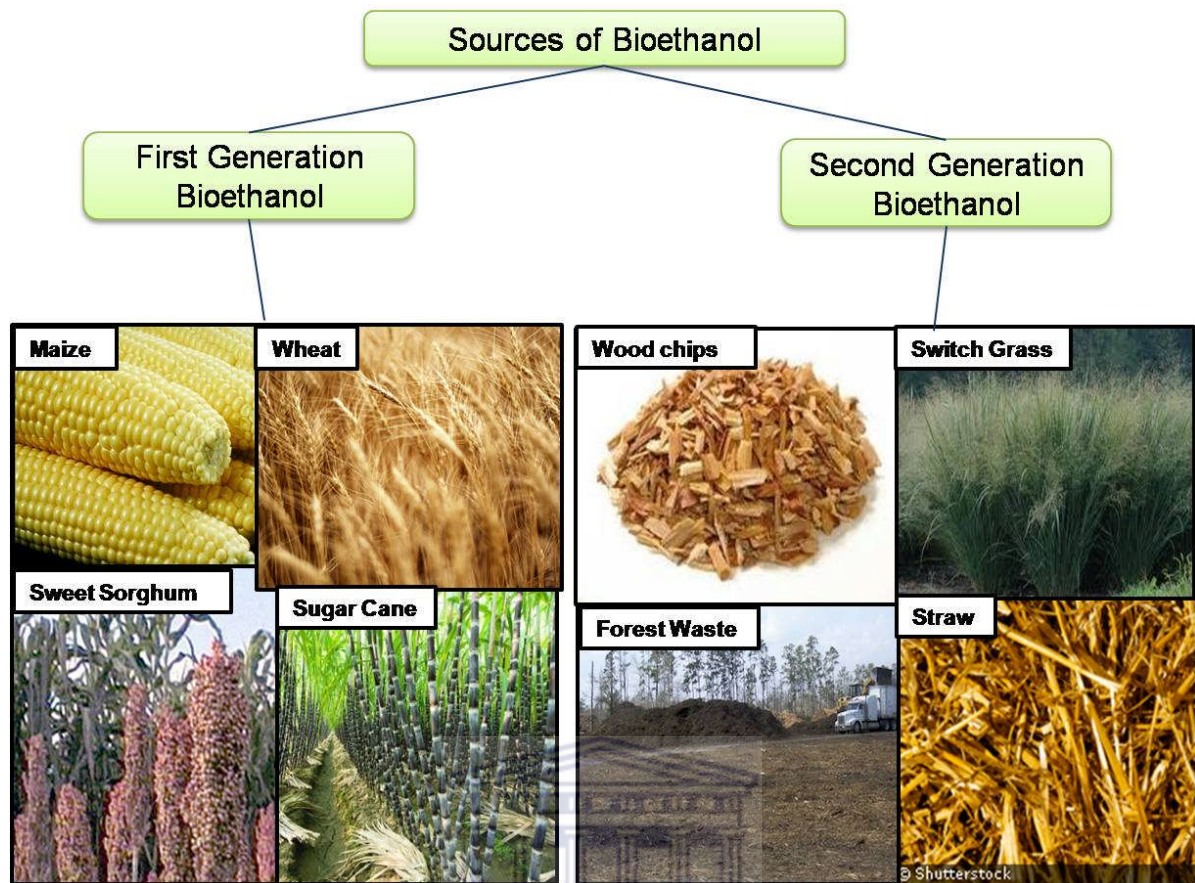 Sources of Bioethanol
First Generation
Bioethanol
Second Generation
Bioethanol
Maize
Wheat
Wood chips
Switch Grass
Sweet Sorghum
Sugar Cane
Forest Waste
Straw
© Shutterstock